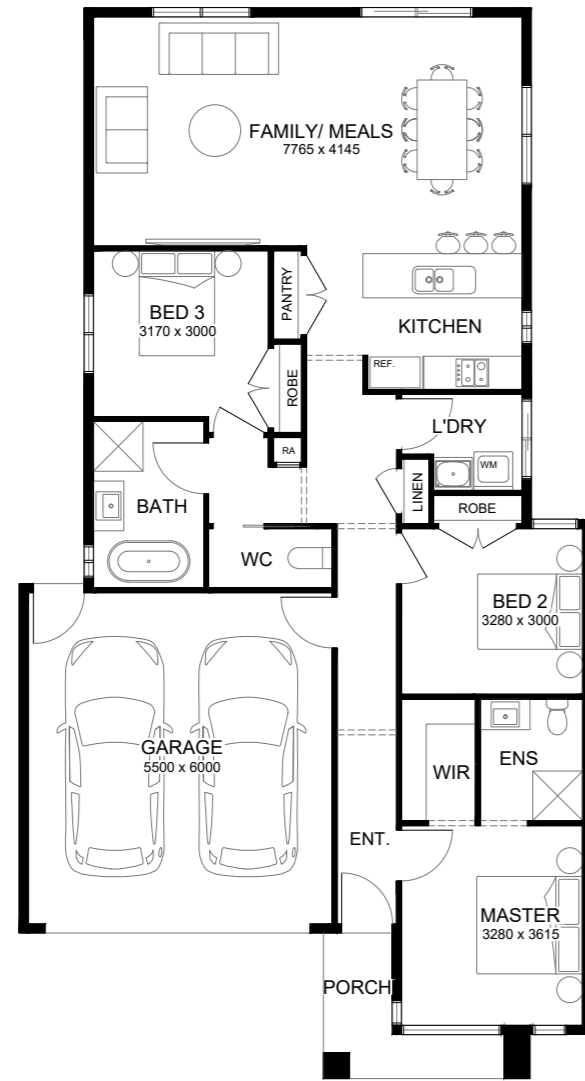 FAMILY/ MEALS
7765 x 4145
PANTRY
BED 3
3170 x 3000
KITCHEN
REF.
ROBE
L'DRY
RA
WM
LINEN
ROBE
BATH
WC
BED 2
3280 x 3000
GARAGE
5500 x 6000
WIR
ENS
ENT.
MASTER
3280 x 3615
PORCH